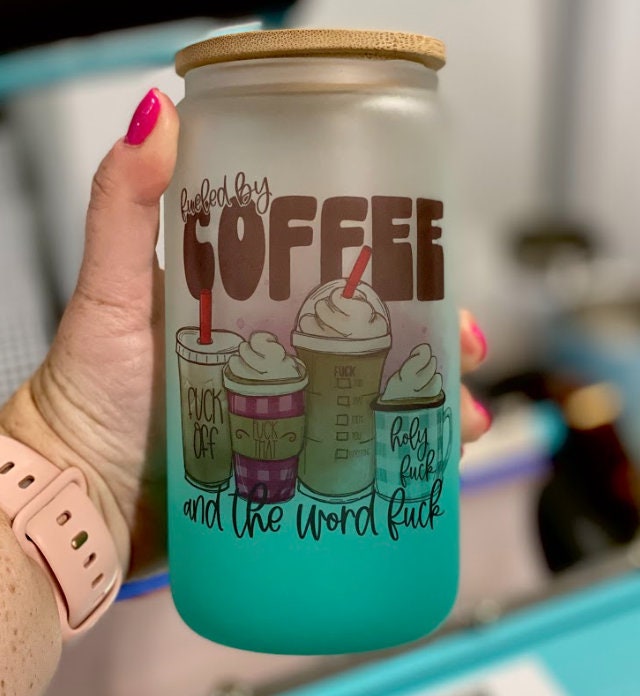 fueled by
COFFEE
FUCK
OFF
FUCK
THAT
FUCK
holy
fuck
and the word fuck